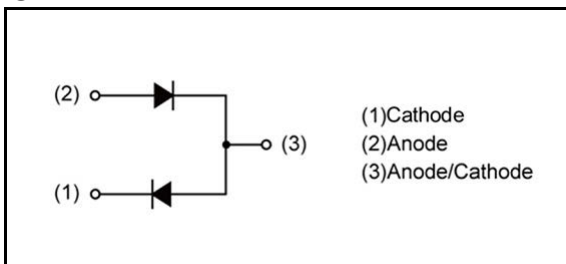 (2)
(3)
(1)
(1)Cathode
(2)Anode
(3)Anode/Cathode